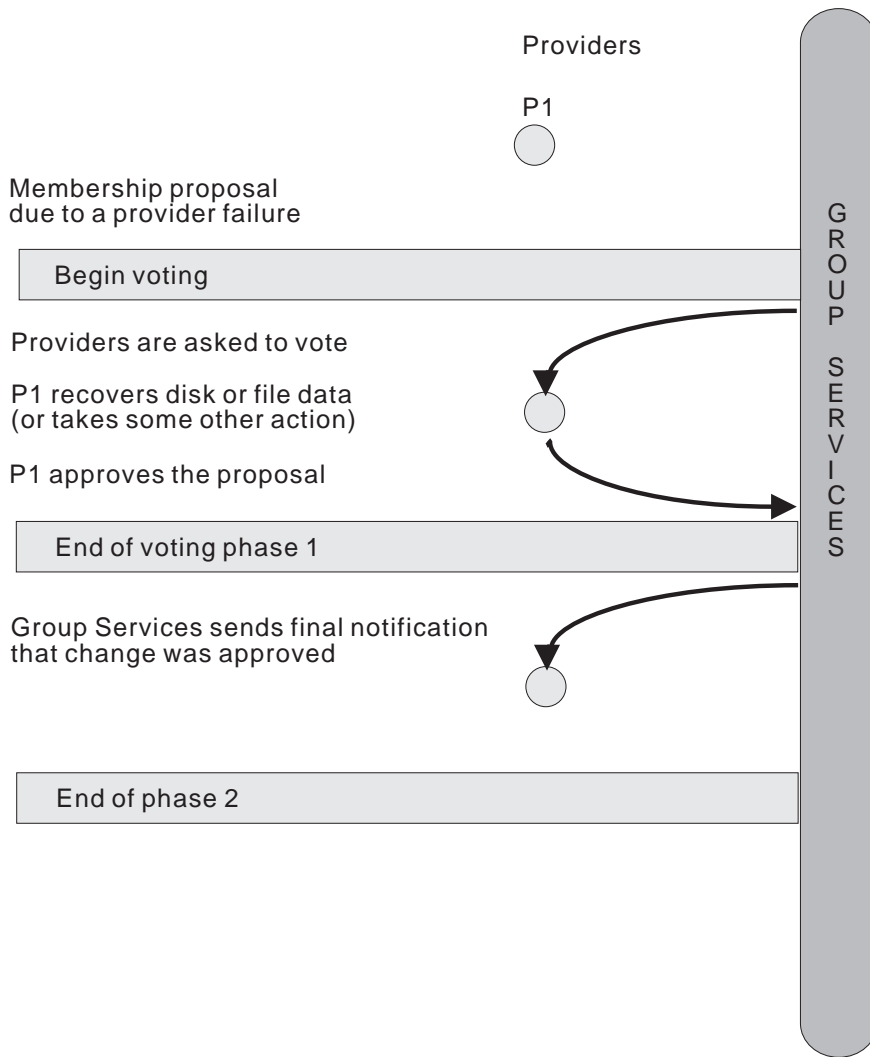 Providers
P1
Membership proposal
due to a provider failure
Begin voting
Providers are asked to vote
P1 recovers disk or file data
(or takes some other action)
P1 approves the proposal
End of voting phase 1
Group Services sends final notification
that change was approved
End of phase 2
GROUP SERVICES